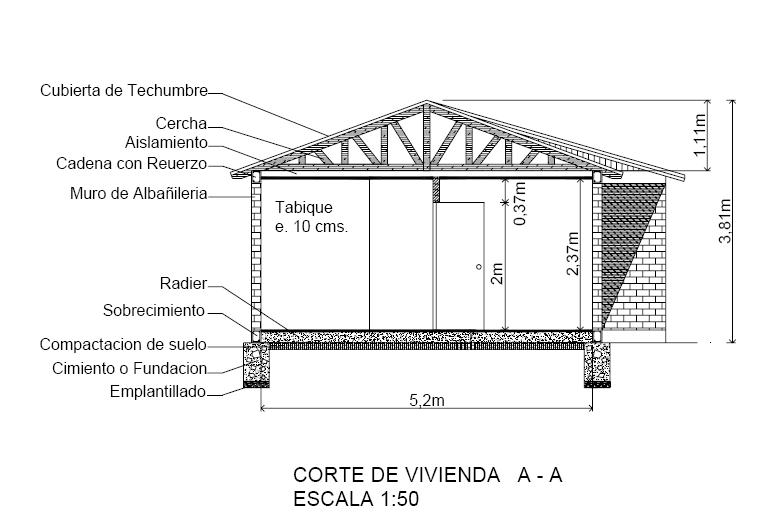 Cubierta de Techumbre
Cercha
Aislamiento
Cadena con Reuerzo
Muro de Albañileria
Tabique
e. 10 cms.
Radier
Sobrecimiento
Compactacion de suelo
Cimiento o Fundacion
Emplantillado
1,11m
3,81m
0,37m
2,37m
2m
5,2m
CORTE DE VIVIENDA A - A
ESCALA 1:50